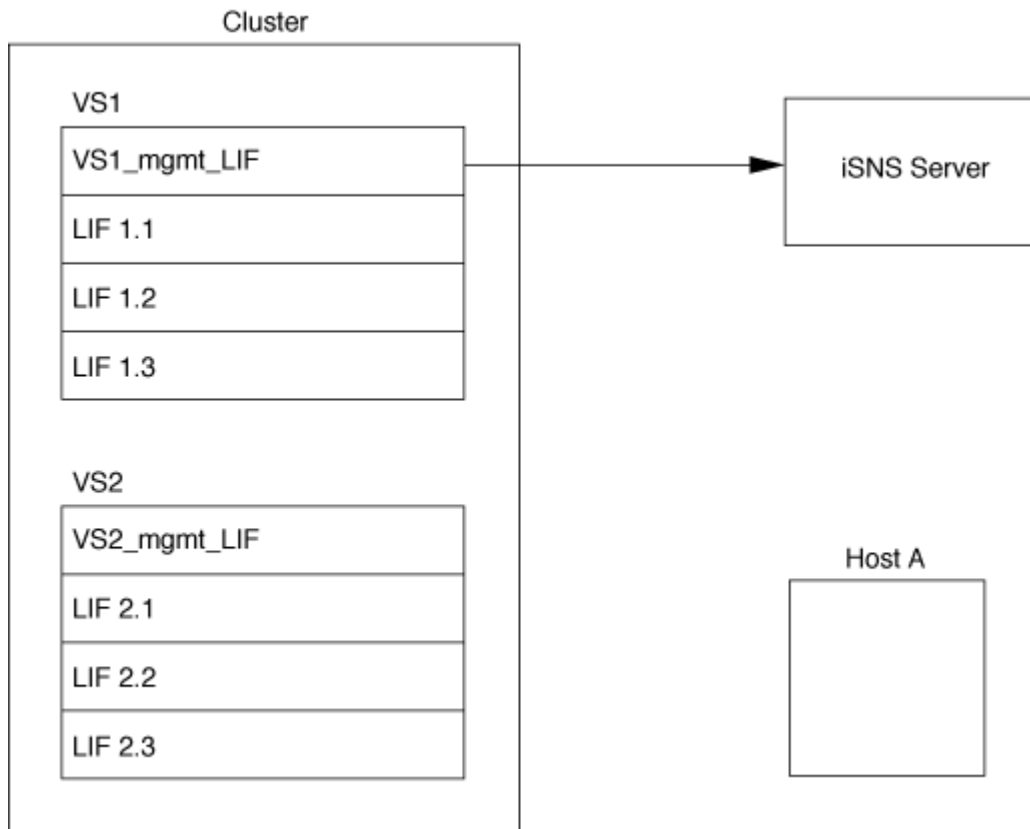 Cluster
VS1
VS1_mgmt_LIF
LIF 1.1
LIF 1.2
LIF 1.3
iSNS Server
VS2
VS2_mgmt_LIF
LIF 2.1
LIF 2.2
LIF 2.3
Host A